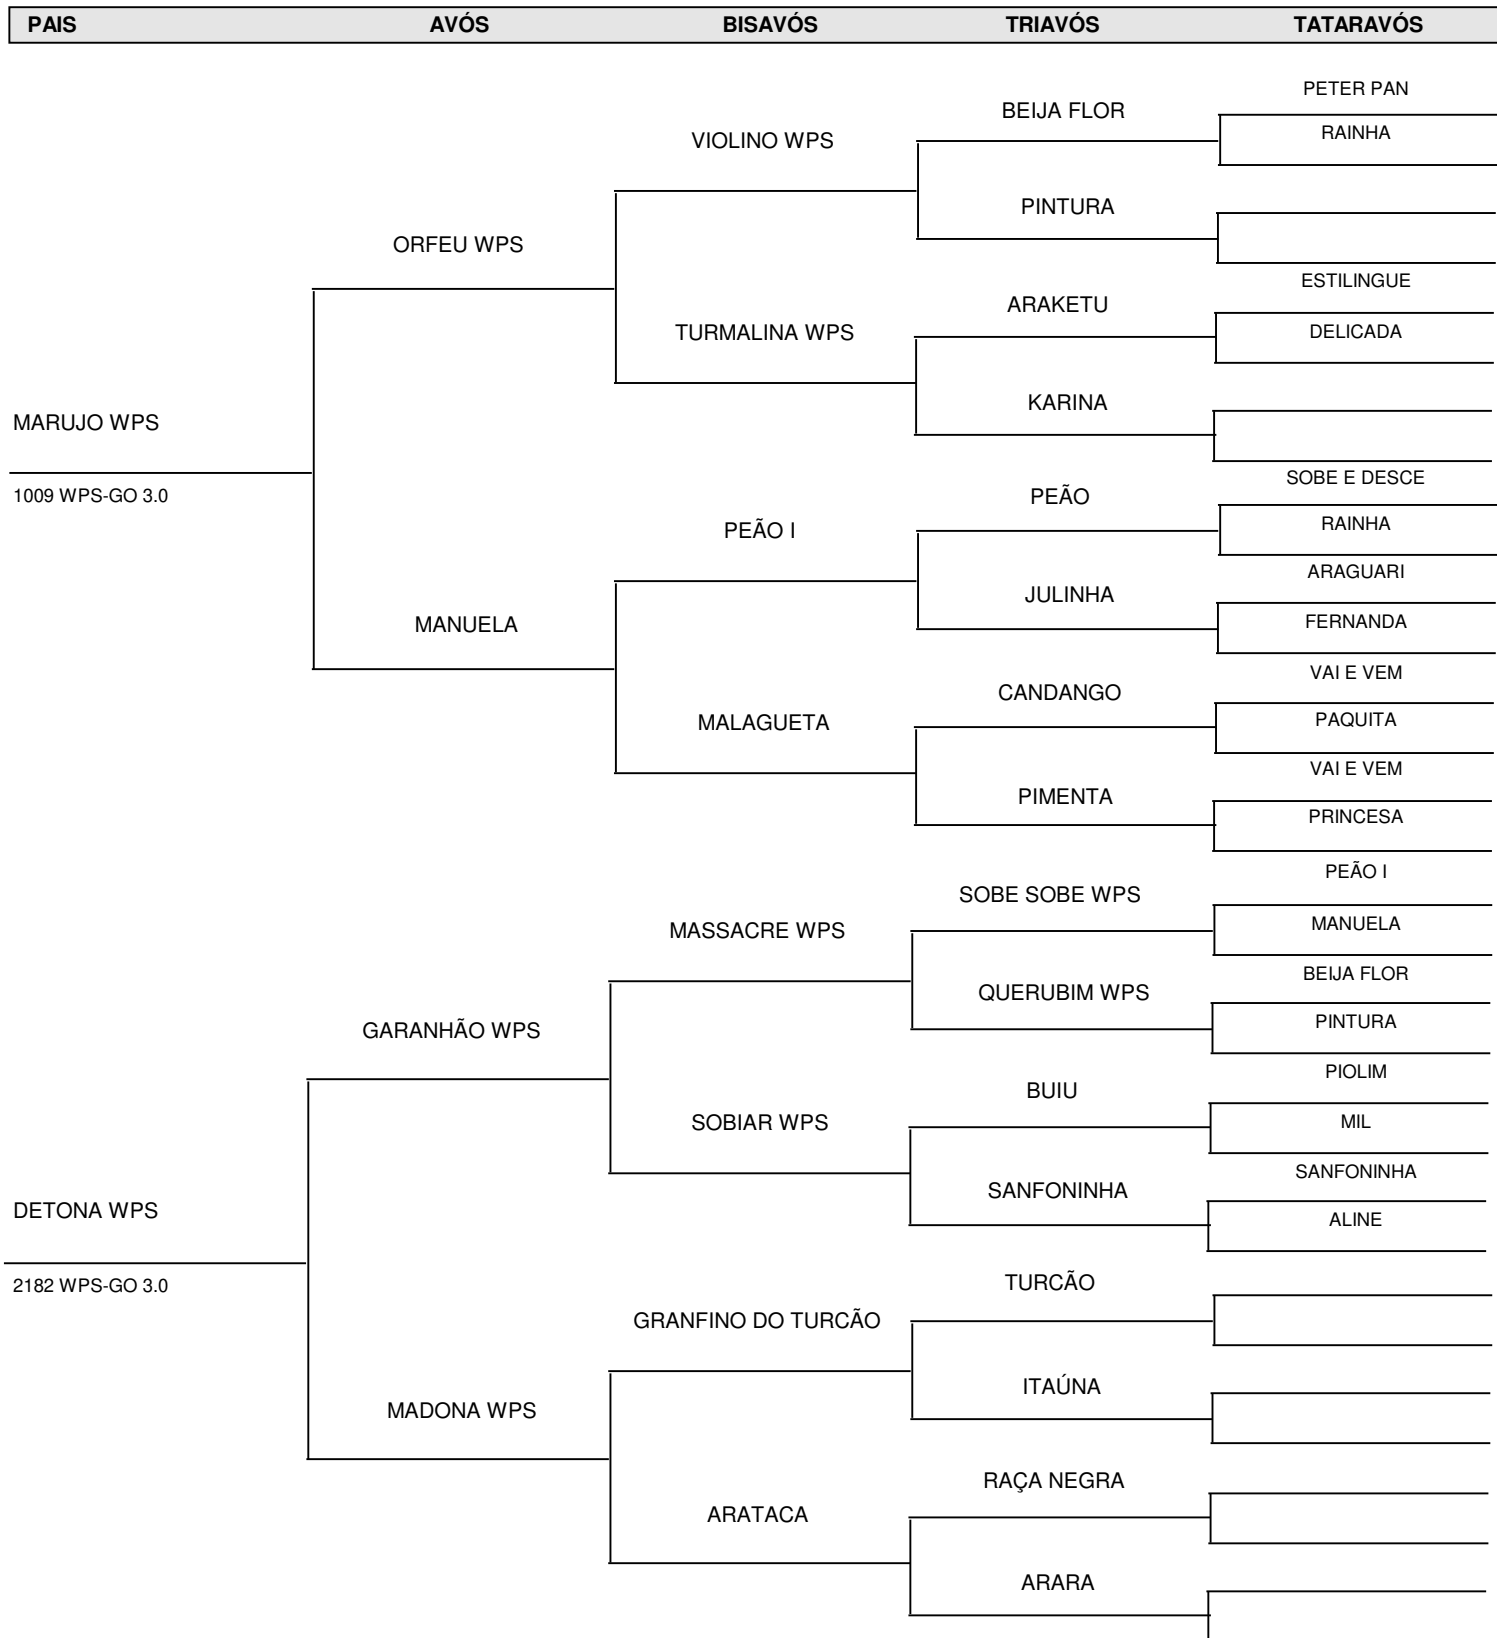 PAIS AVÓS BISAVÓS TRIAVÓS TATARAVÓS
PETER PAN
BEIJA FLOR
RAINHA
VIOLINO WPS
PINTURA
ORFEU WPS
ESTILINGUE
ARAKETU
TURMALINA WPS
DELICADA
KARINA
MARUJO WPS
1009 WPS-GO 3.0
SOBE E DESCE
PEÃO
RAINHA
PEÃO I
ARAGUARI
JULINHA
FERNANDA
MANUELA
VAI E VEM
CANDANGO
PAQUITA
MALAGUETA
VAI E VEM
PIMENTA
PRINCESA
PEÃO I
SOBE SOBE WPS
MANUELA
MASSACRE WPS
BEIJA FLOR
QUERUBIM WPS
PINTURA
GARANHÃO WPS
PIOLIM
BUIU
MIL
SOBIAR WPS
SANFONINHA
SANFONINHA
ALINE
DETONA WPS
2182 WPS-GO 3.0
TURCÃO
GRANFINO DO TURCÃO
ITAÚNA
MADONA WPS
RAÇA NEGRA
ARATACA
ARARA